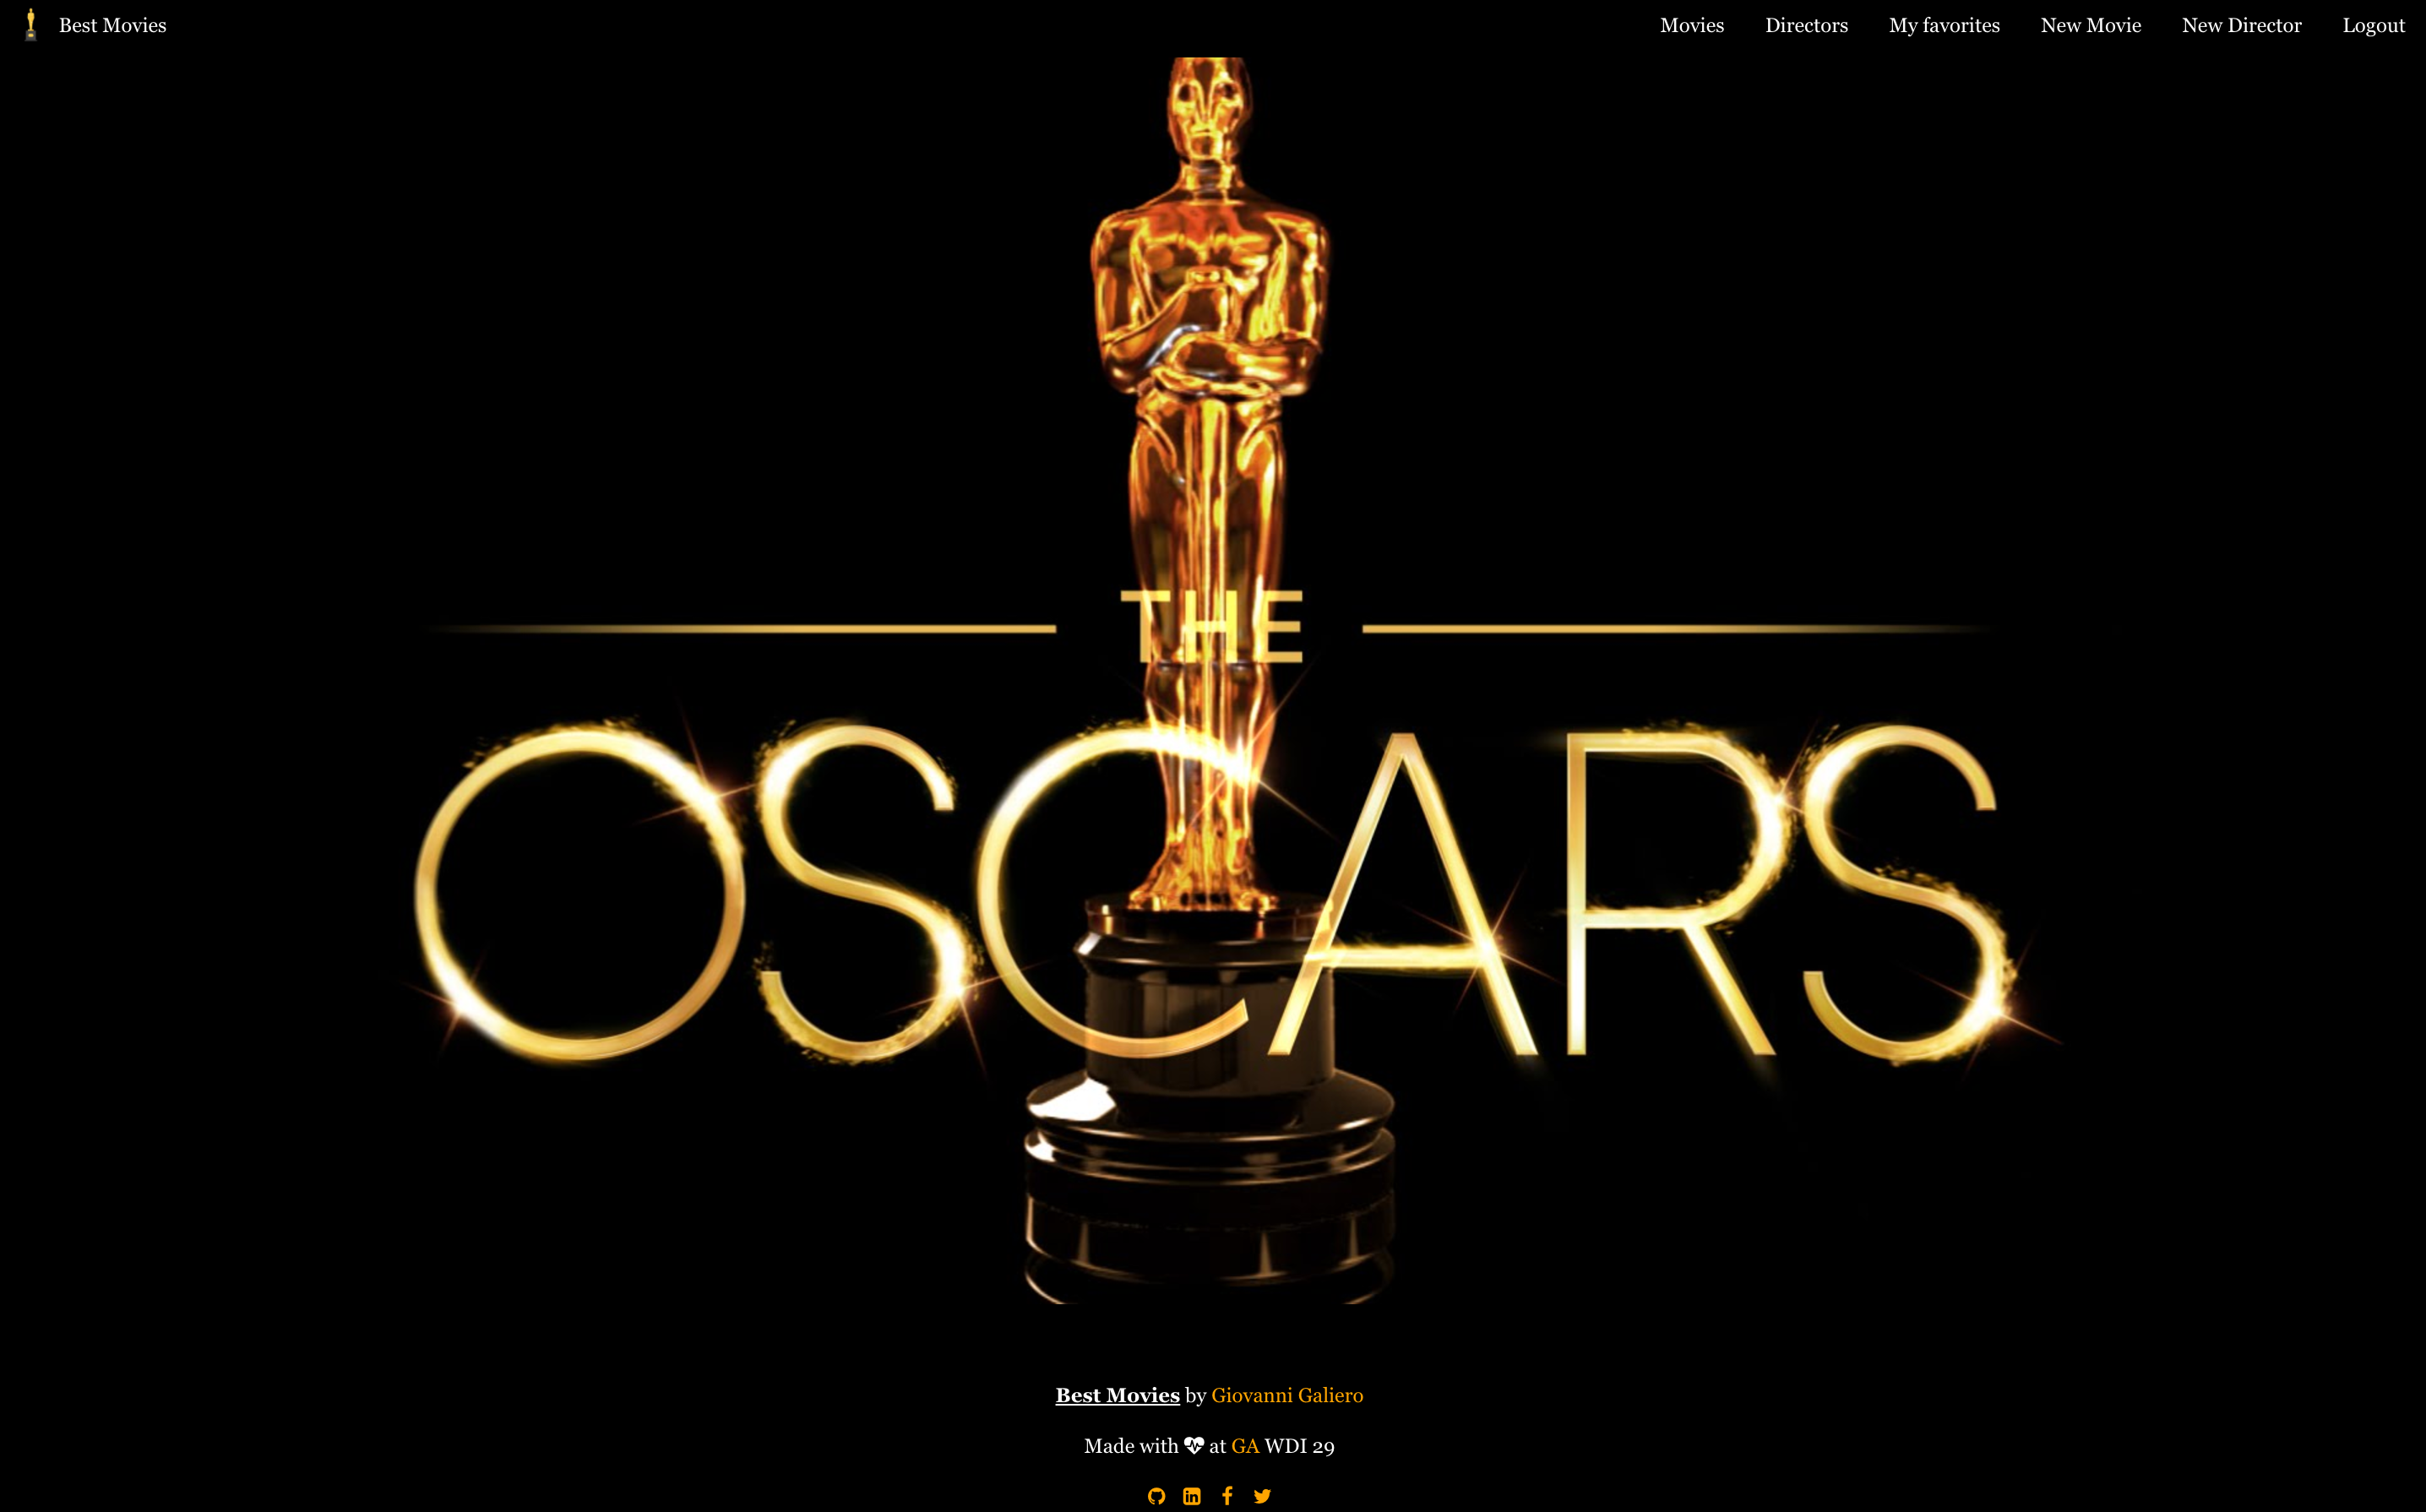 Best Movies Movies Directors My favorites New Movie New Director Logout
THE
OSCARS
Best Movies by Giovanni Galiero
Made with at GA WDI 29